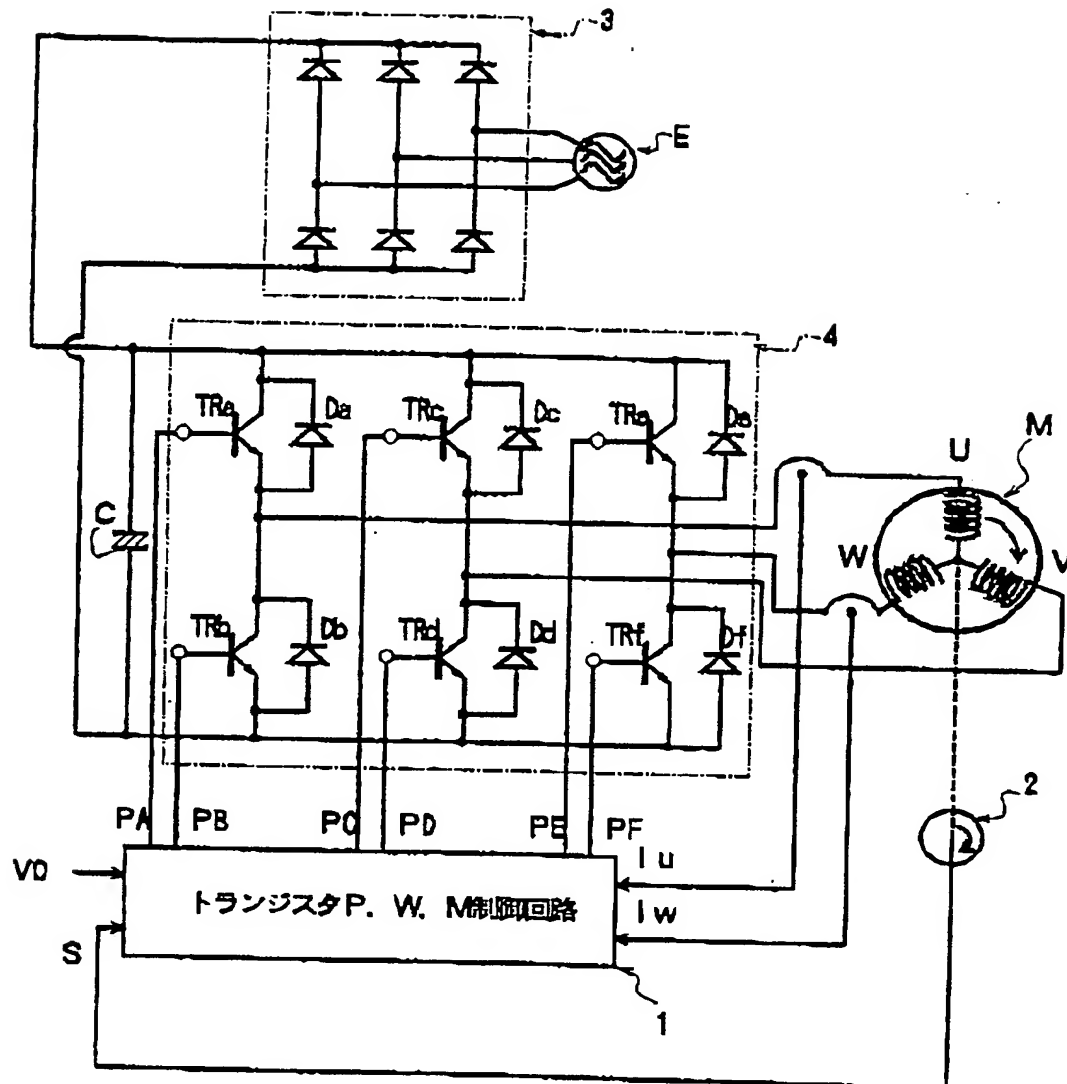 3
E
4
TRa Da TRc Dc TRe De
U M
C
W V
TRb Db TRd Dd TRf Df
2
PA PB PC PD PE PF
Iu
VD
トランジスタP. W. M制御回路
Iw
S
1